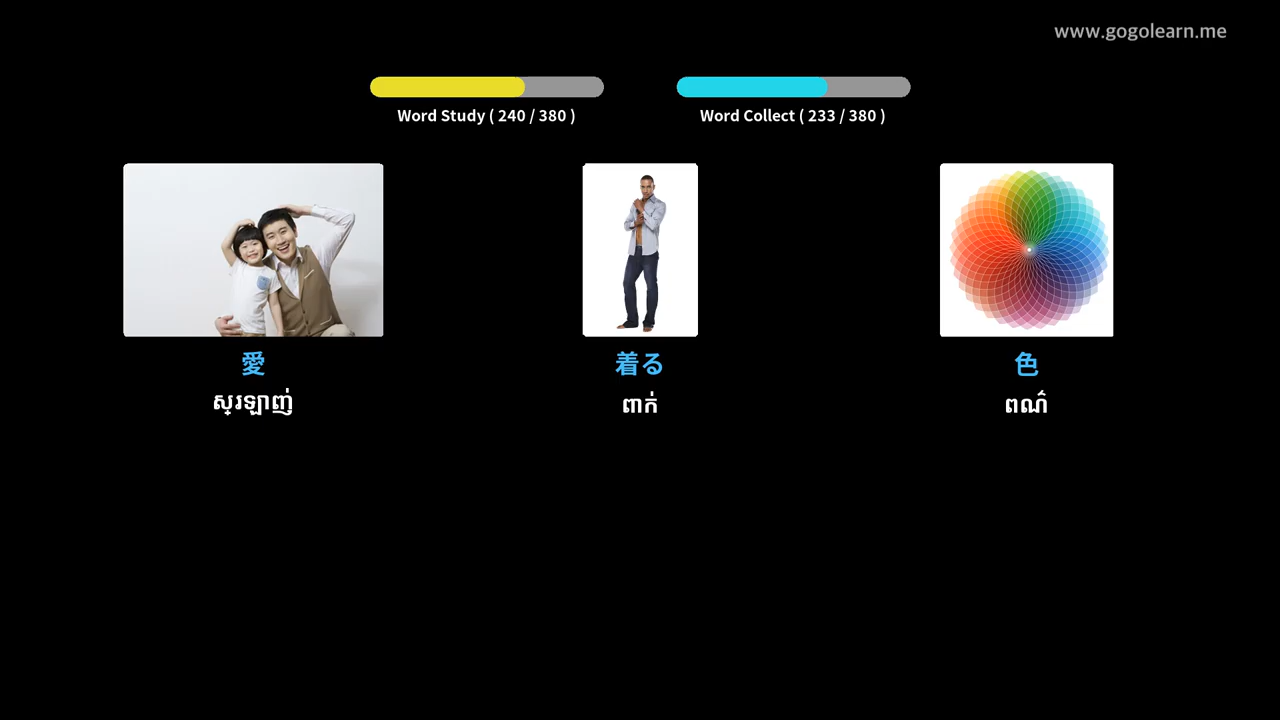 www.gogolearn.me
Word Study ( 240 / 380 )
Word Collect ( 233 / 380 )
愛
着る
色
ស្រឡាញ់
ពាក់
ពណ៌